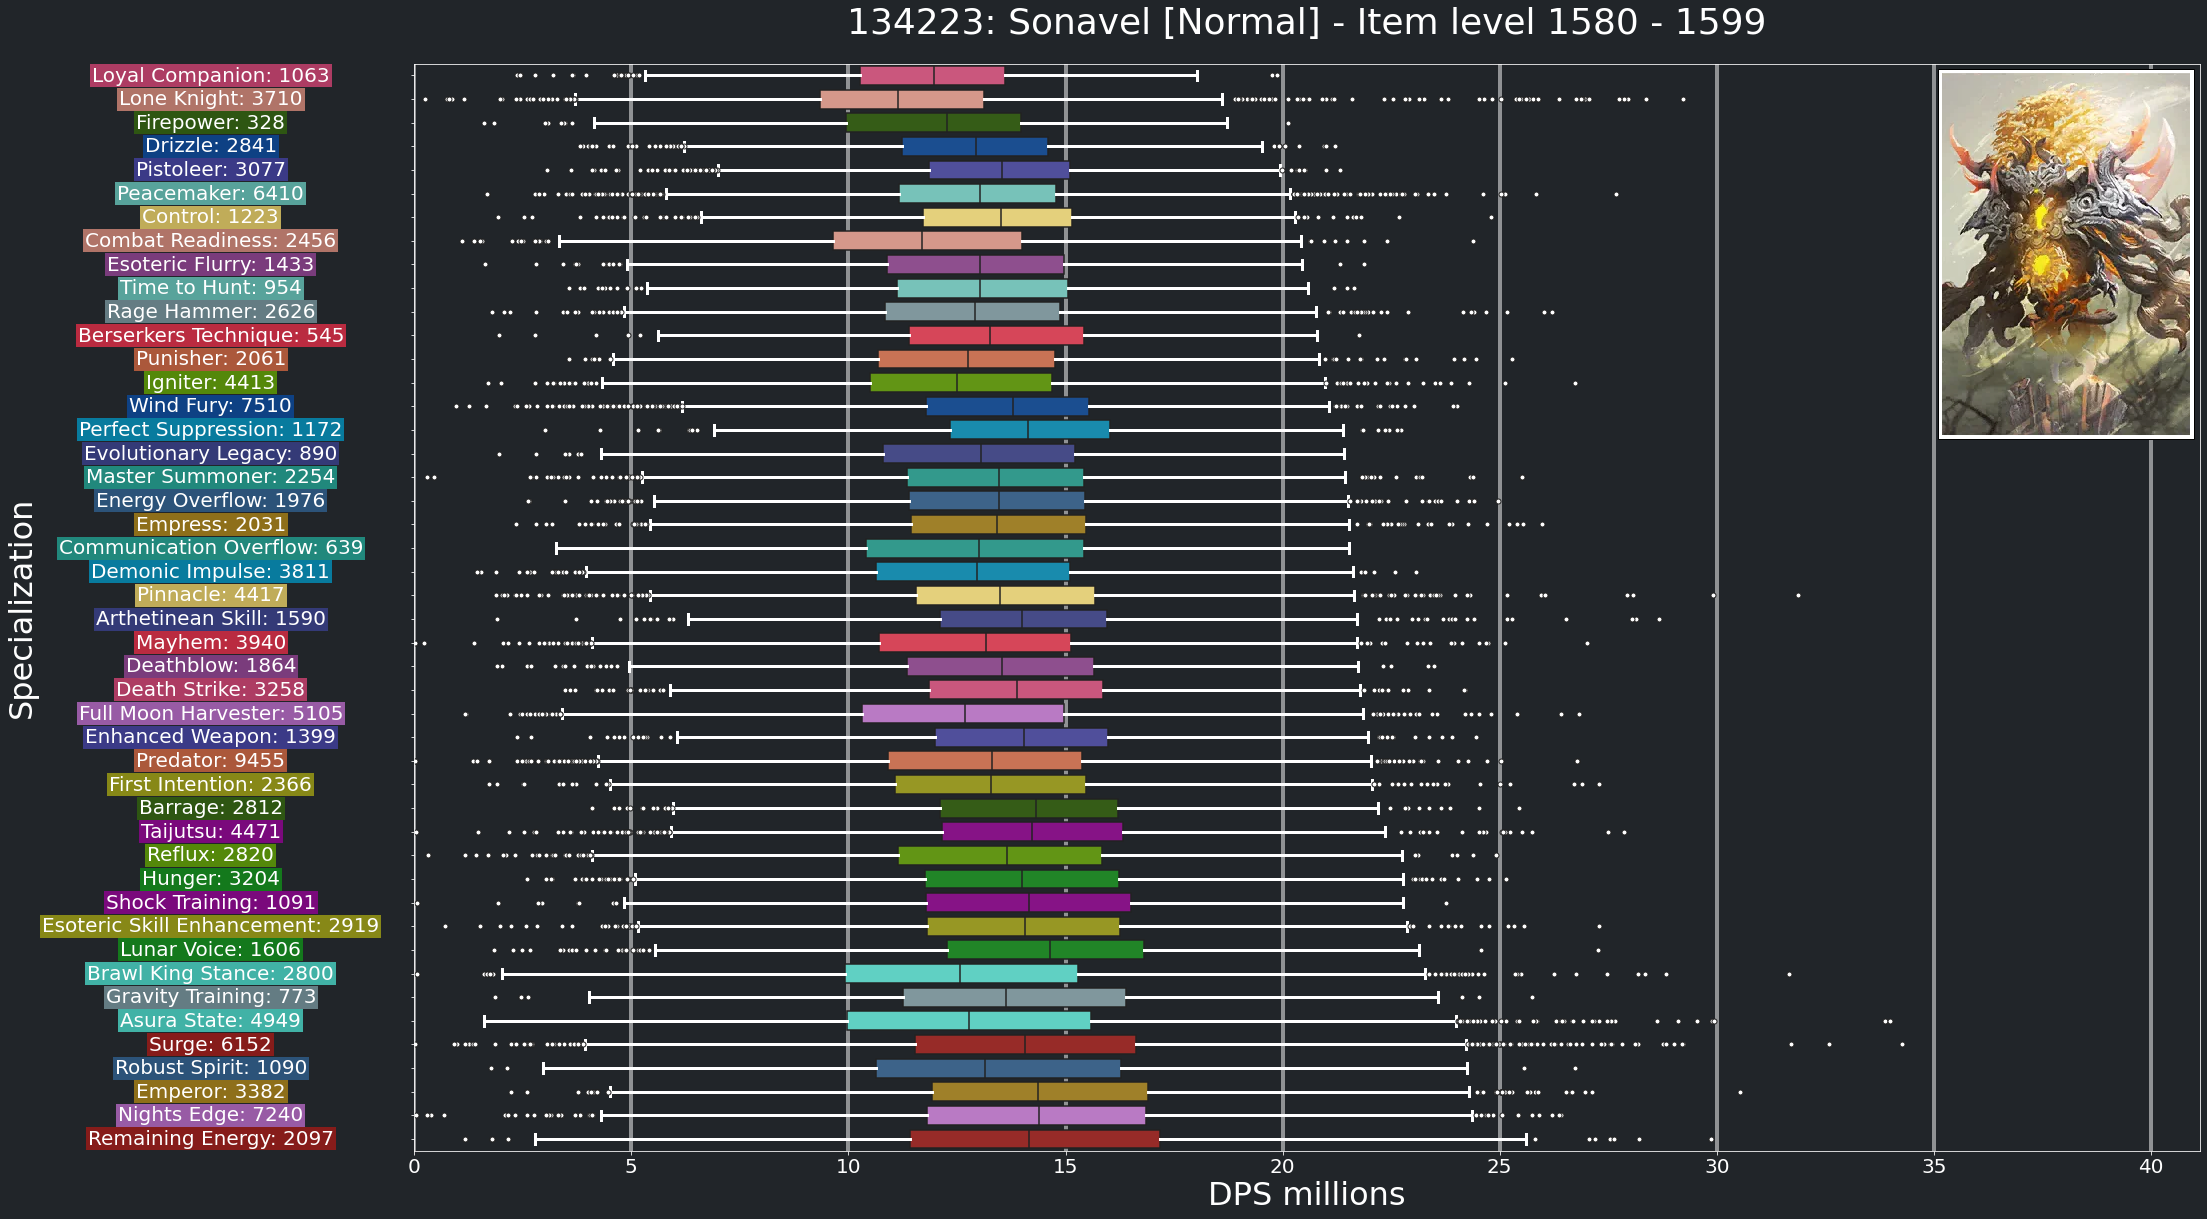 134223: Sonavel [Normal] - Item level 1580 - 1599
Specialization
Loyal Companion: 1063
Lone Knight: 3710
Firepower: 328
Drizzle: 2841
Pistoleer: 3077
Peacemaker: 6410
Control: 1223
Combat Readiness: 2456
Esoteric Flurry: 1433
Time to Hunt: 954
Rage Hammer: 2626
Berserkers Technique: 545
Punisher: 2061
Igniter: 4413
Wind Fury: 7510
Perfect Suppression: 1172
Evolutionary Legacy: 890
Master Summoner: 2254
Energy Overflow: 1976
Empress: 2031
Communication Overflow: 639
Demonic Impulse: 3811
Pinnacle: 4417
Arthetinean Skill: 1590
Mayhem: 3940
Deathblow: 1864
Death Strike: 3258
Full Moon Harvester: 5105
Enhanced Weapon: 1399
Predator: 9455
First Intention: 2366
Barrage: 2812
Taijutsu: 4471
Reflux: 2820
Hunger: 3204
Shock Training: 1091
Esoteric Skill Enhancement: 2919
Lunar Voice: 1606
Brawl King Stance: 2800
Gravity Training: 773
Asura State: 4949
Surge: 6152
Robust Spirit: 1090
Emperor: 3382
Nights Edge: 7240
Remaining Energy: 2097
0 5 10 15 20 25 30 35 40
DPS millions